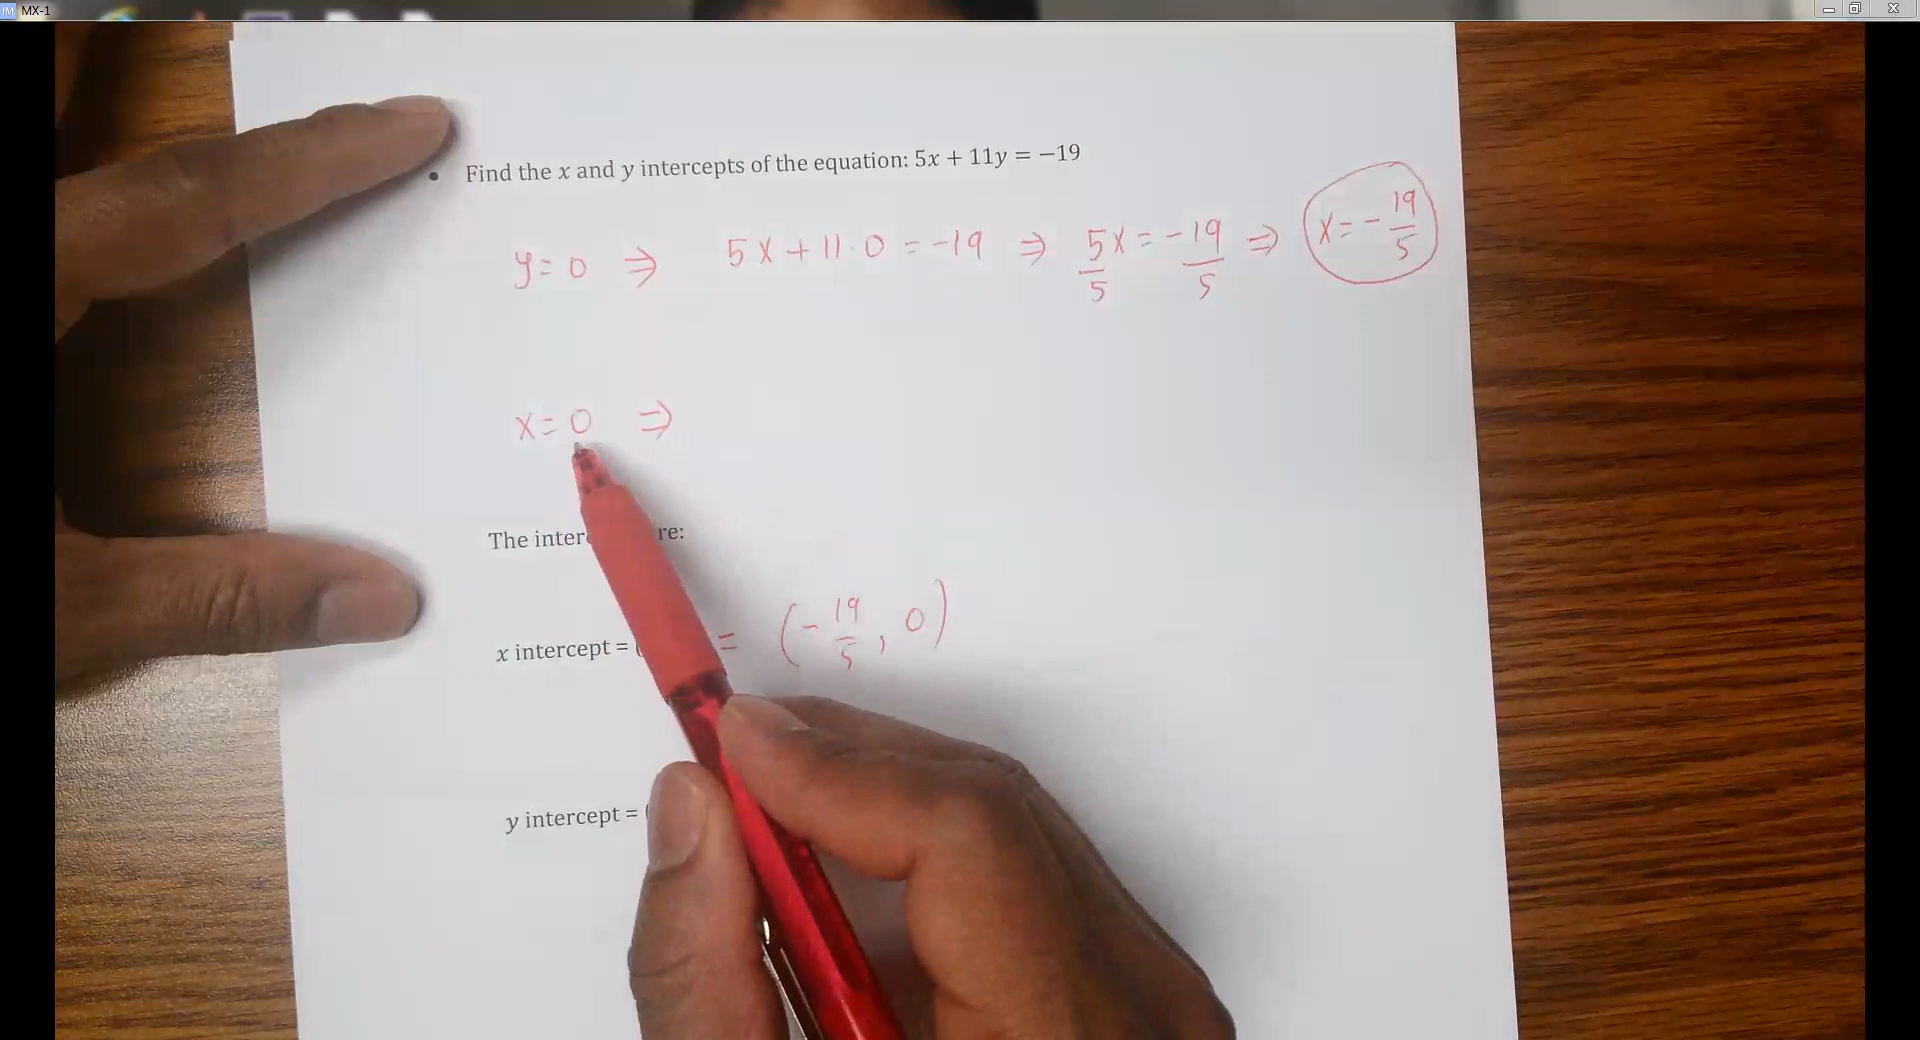 MX-1
Find the x and y intercepts of the equation: 5x + 11y = −19
y = 0 ⇒ 5x + 11 · 0 = -19 ⇒ 5x/5 = -19/5 ⇒ x = - 19/5
x = 0 ⇒
The re:
x intercept = ( = (- 19/5, 0)
y intercept = (